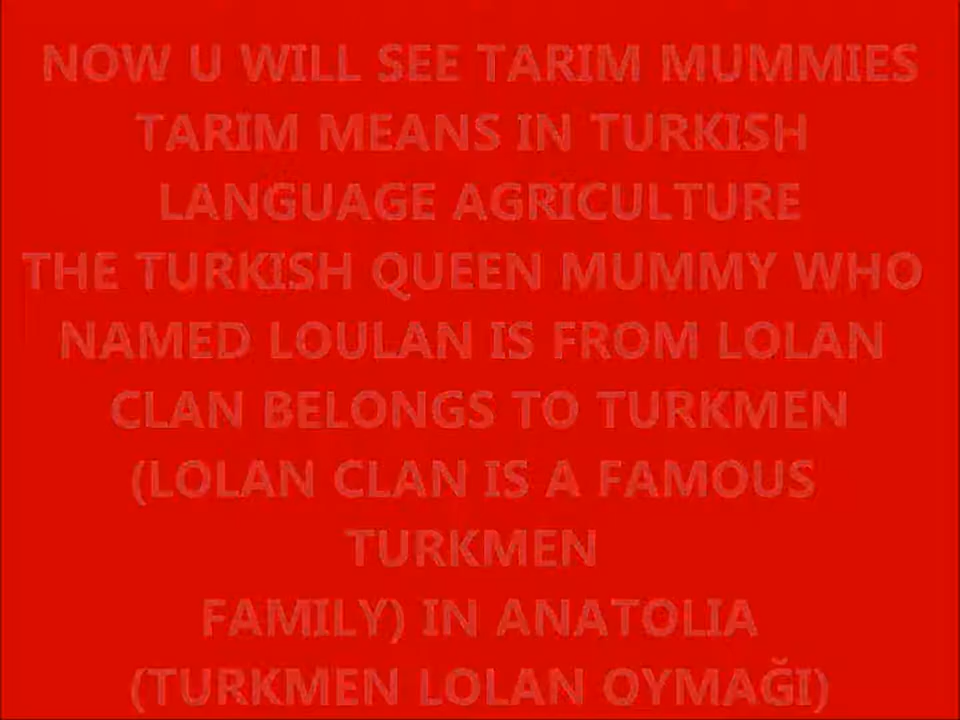 NOW U WILL SEE TARIM MUMMIES
TARIM MEANS IN TURKISH
LANGUAGE AGRICULTURE
THE TURKISH QUEEN MUMMY WHO
NAMED LOULAN IS FROM LOLAN
CLAN BELONGS TO TURKMEN
(LOLAN CLAN IS A FAMOUS
TURKMEN
FAMILY) IN ANATOLIA
(TURKMEN LOLAN OYMAĞI)